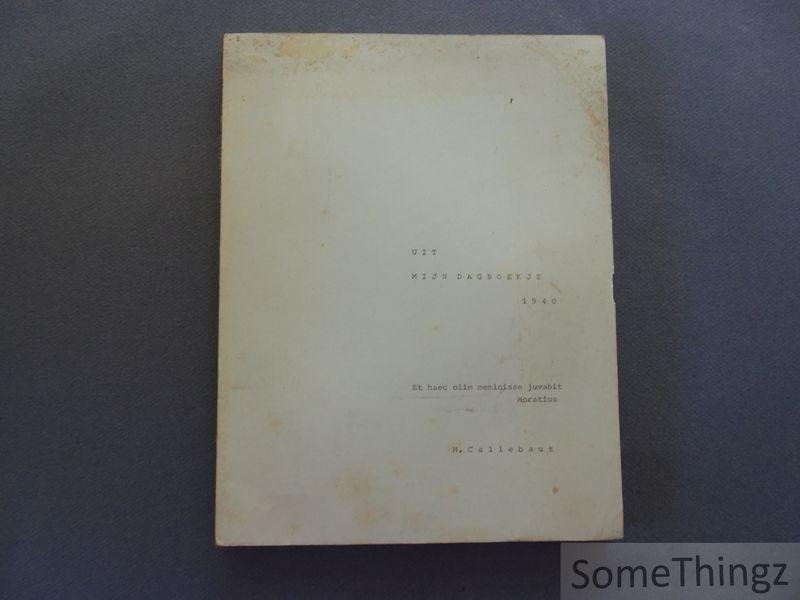 UIT
MIJN DAGBOEKJE
1940
Et haec olim meminisse juvabit
Horatius
H. Callebaut
SomeThingz